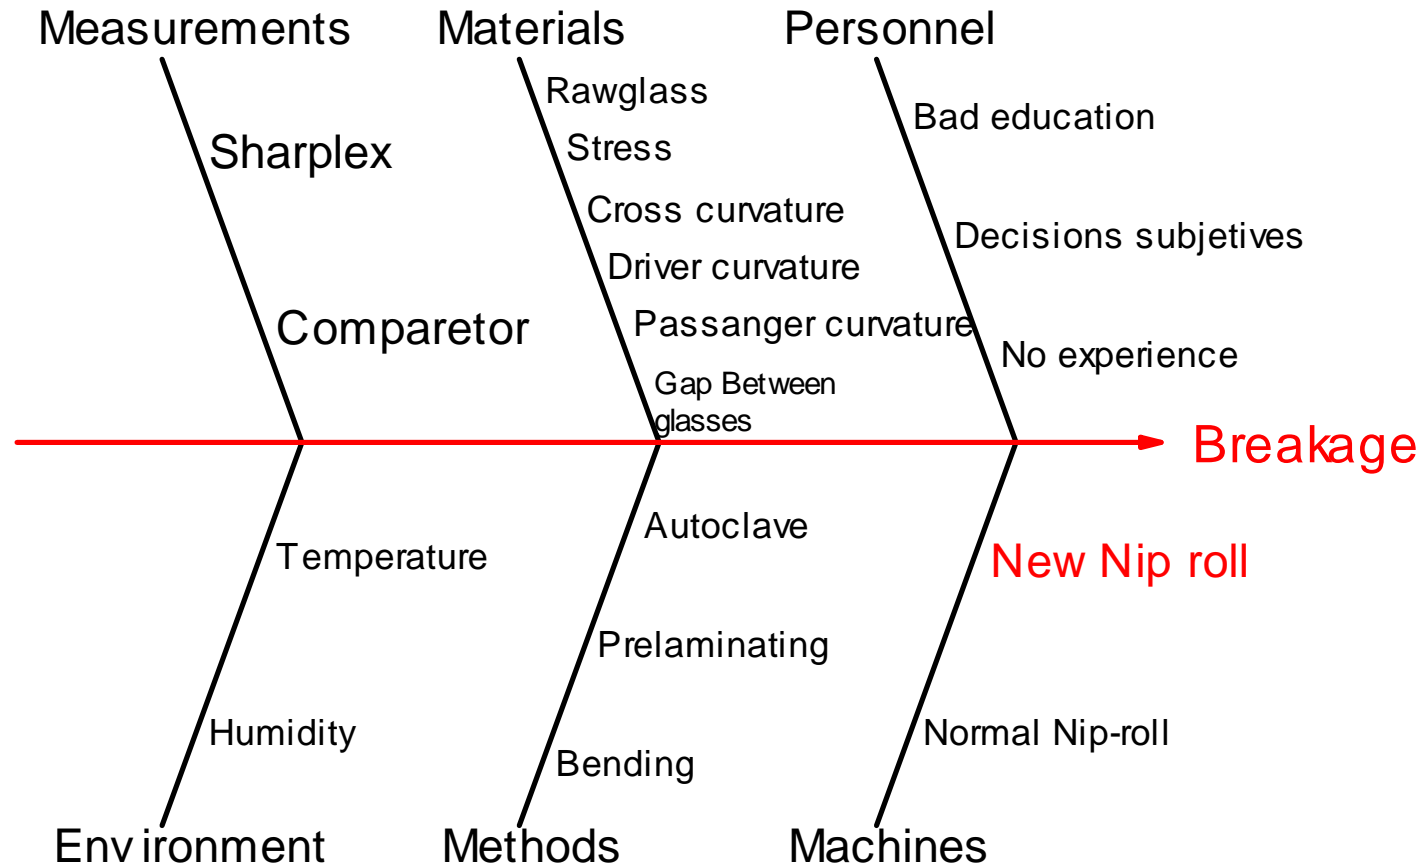 Measurements
Materials
Personnel
Rawglass
Stress
Cross curvature
Driver curvature
Passanger curvature
Gap Between
glasses
Bad education
Decisions subjetives
No experience
Sharplex
Comparetor
Breakage
Temperature
Humidity
Autoclave
Prelaminating
Bending
New Nip roll
Normal Nip-roll
Environment
Methods
Machines